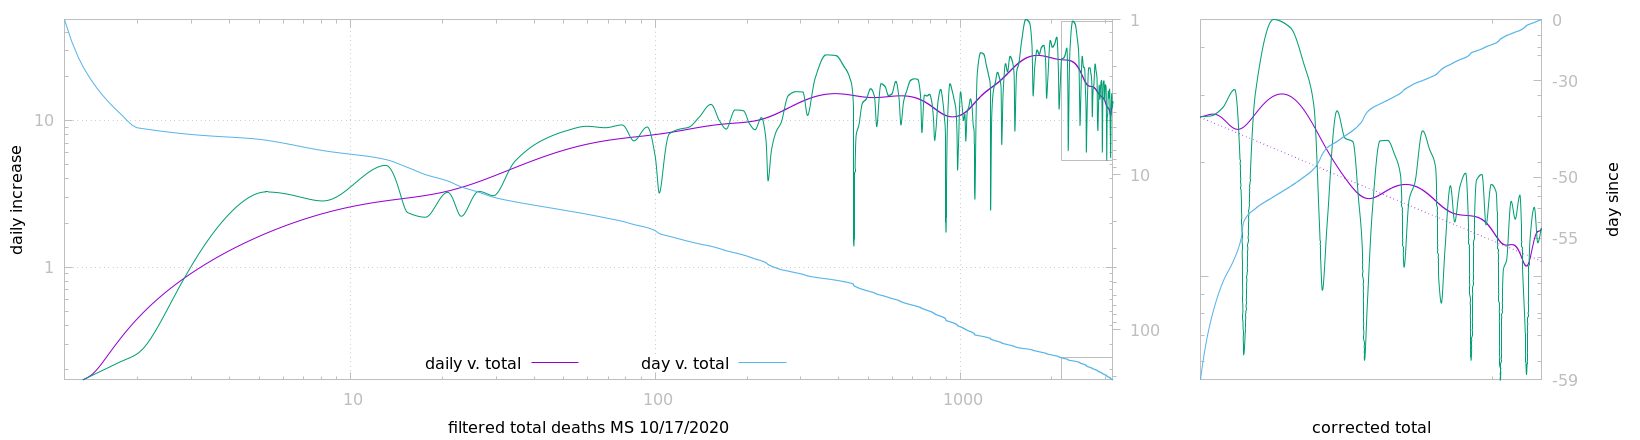 daily increase
10
1
10
100
1000
1
10
100
daily v. total
day v. total
filtered total deaths MS 10/17/2020
0
-30
-50
-55
-59
day since
corrected total